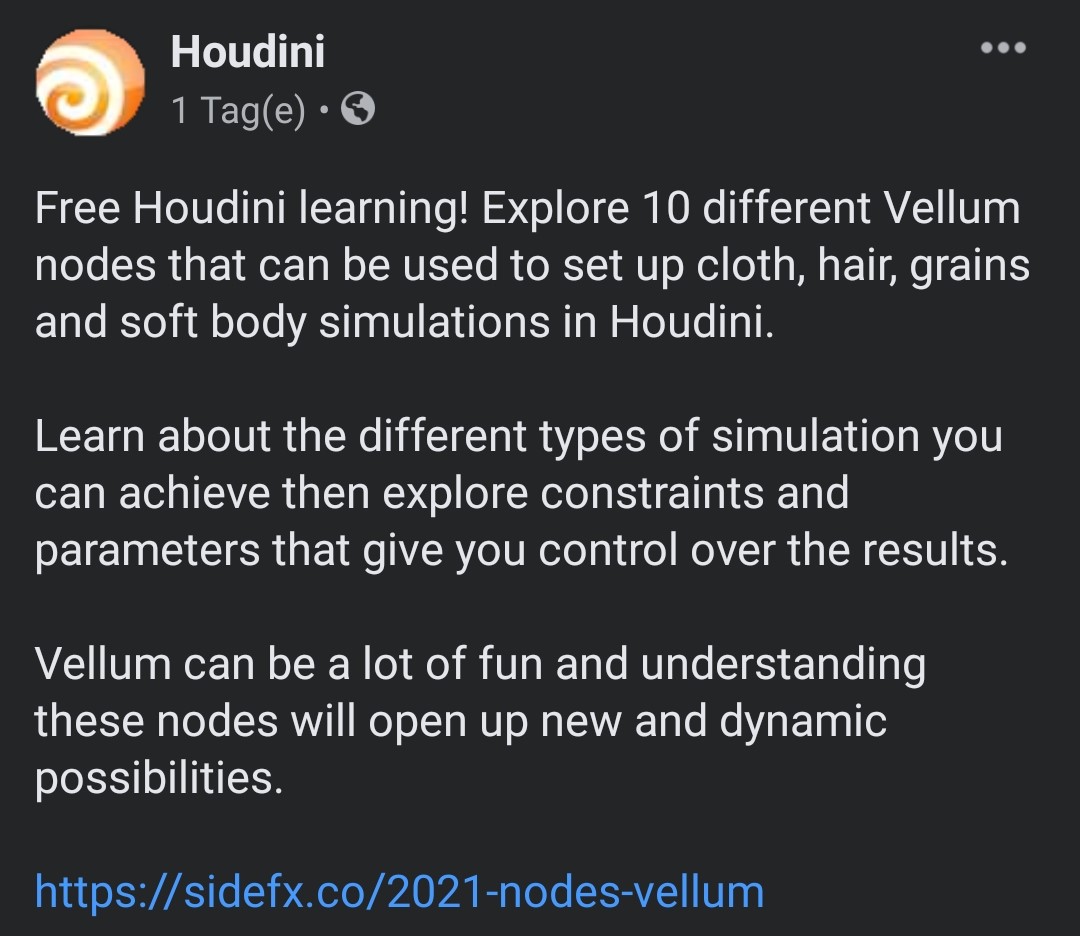 Houdini
1 Tag(e) •
Free Houdini learning! Explore 10 different Vellum
nodes that can be used to set up cloth, hair, grains
and soft body simulations in Houdini.
Learn about the different types of simulation you
can achieve then explore constraints and
parameters that give you control over the results.
Vellum can be a lot of fun and understanding
these nodes will open up new and dynamic
possibilities.
https://sidefx.co/2021-nodes-vellum